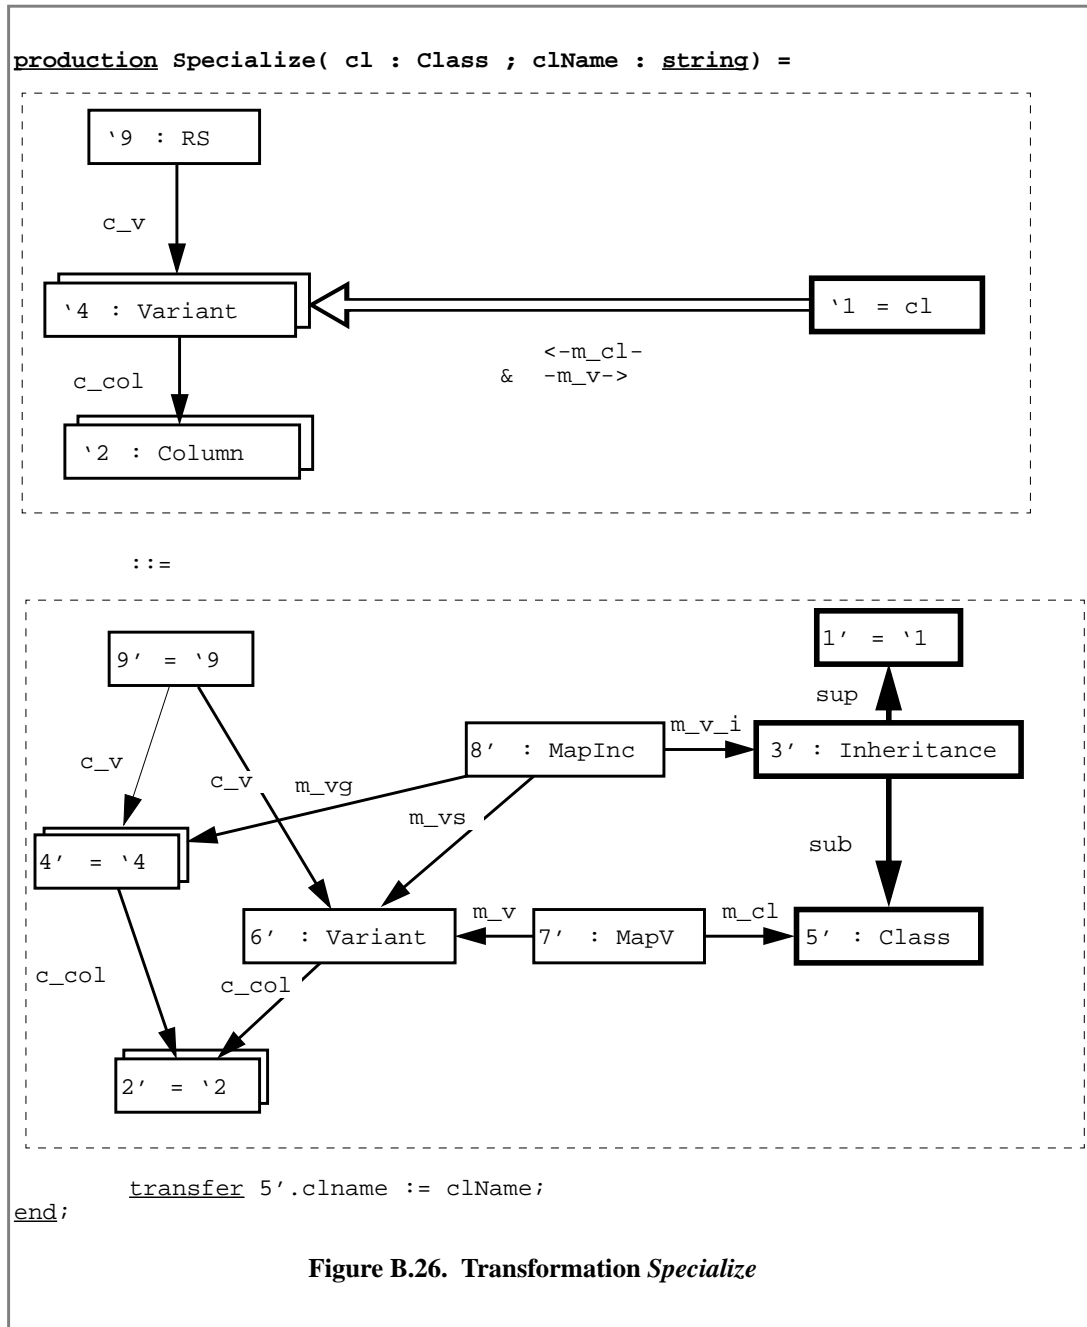 production Specialize( cl : Class ; clName : string) =
‘9 : RS
c_v
‘4 : Variant
‘1 = cl
<-m_cl-
& -m_v->
c_col
‘2 : Column
::=
1’ = ‘1
9’ = ‘9
sup
m_v_i
8’ : MapInc
3’ : Inheritance
c_v
c_v
m_vg
m_vs
sub
4’ = ‘4
m_v
m_cl
6’ : Variant
7’ : MapV
5’ : Class
c_col
c_col
2’ = ‘2
transfer 5’.clname := clName;
end;
Figure B.26. Transformation Specialize